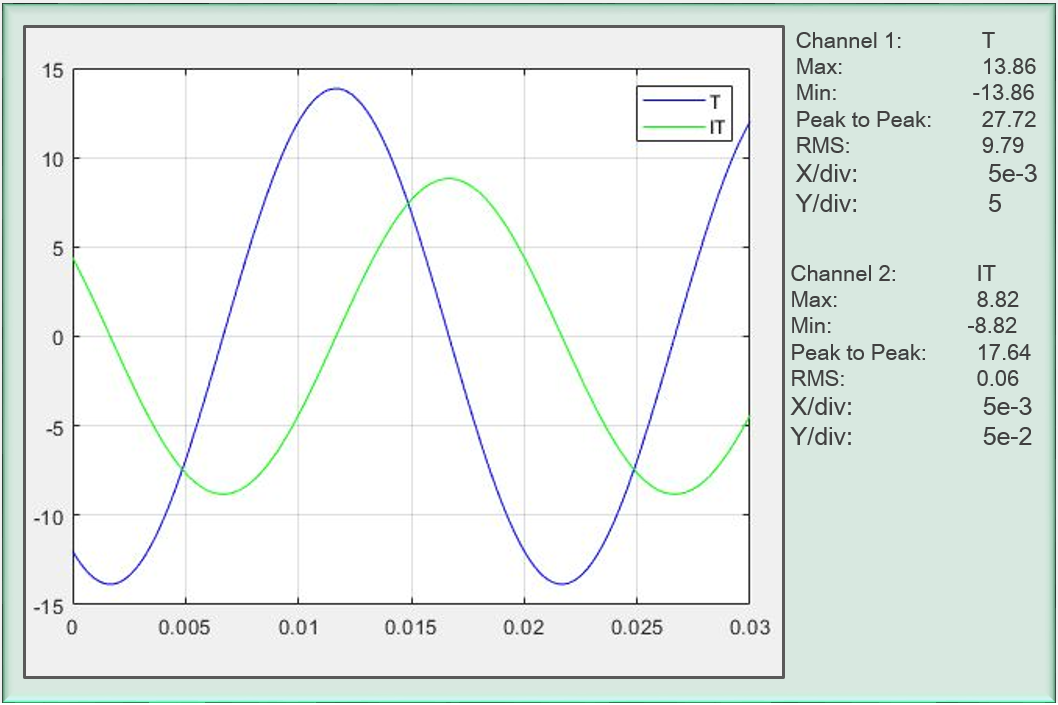 15
10
5
0
-5
-10
-15
0 0.005 0.01 0.015 0.02 0.025 0.03
T
IT
Channel 1: T
Max: 13.86
Min: -13.86
Peak to Peak: 27.72
RMS: 9.79
X/div: 5e-3
Y/div: 5
Channel 2: IT
Max: 8.82
Min: -8.82
Peak to Peak: 17.64
RMS: 0.06
X/div: 5e-3
Y/div: 5e-2